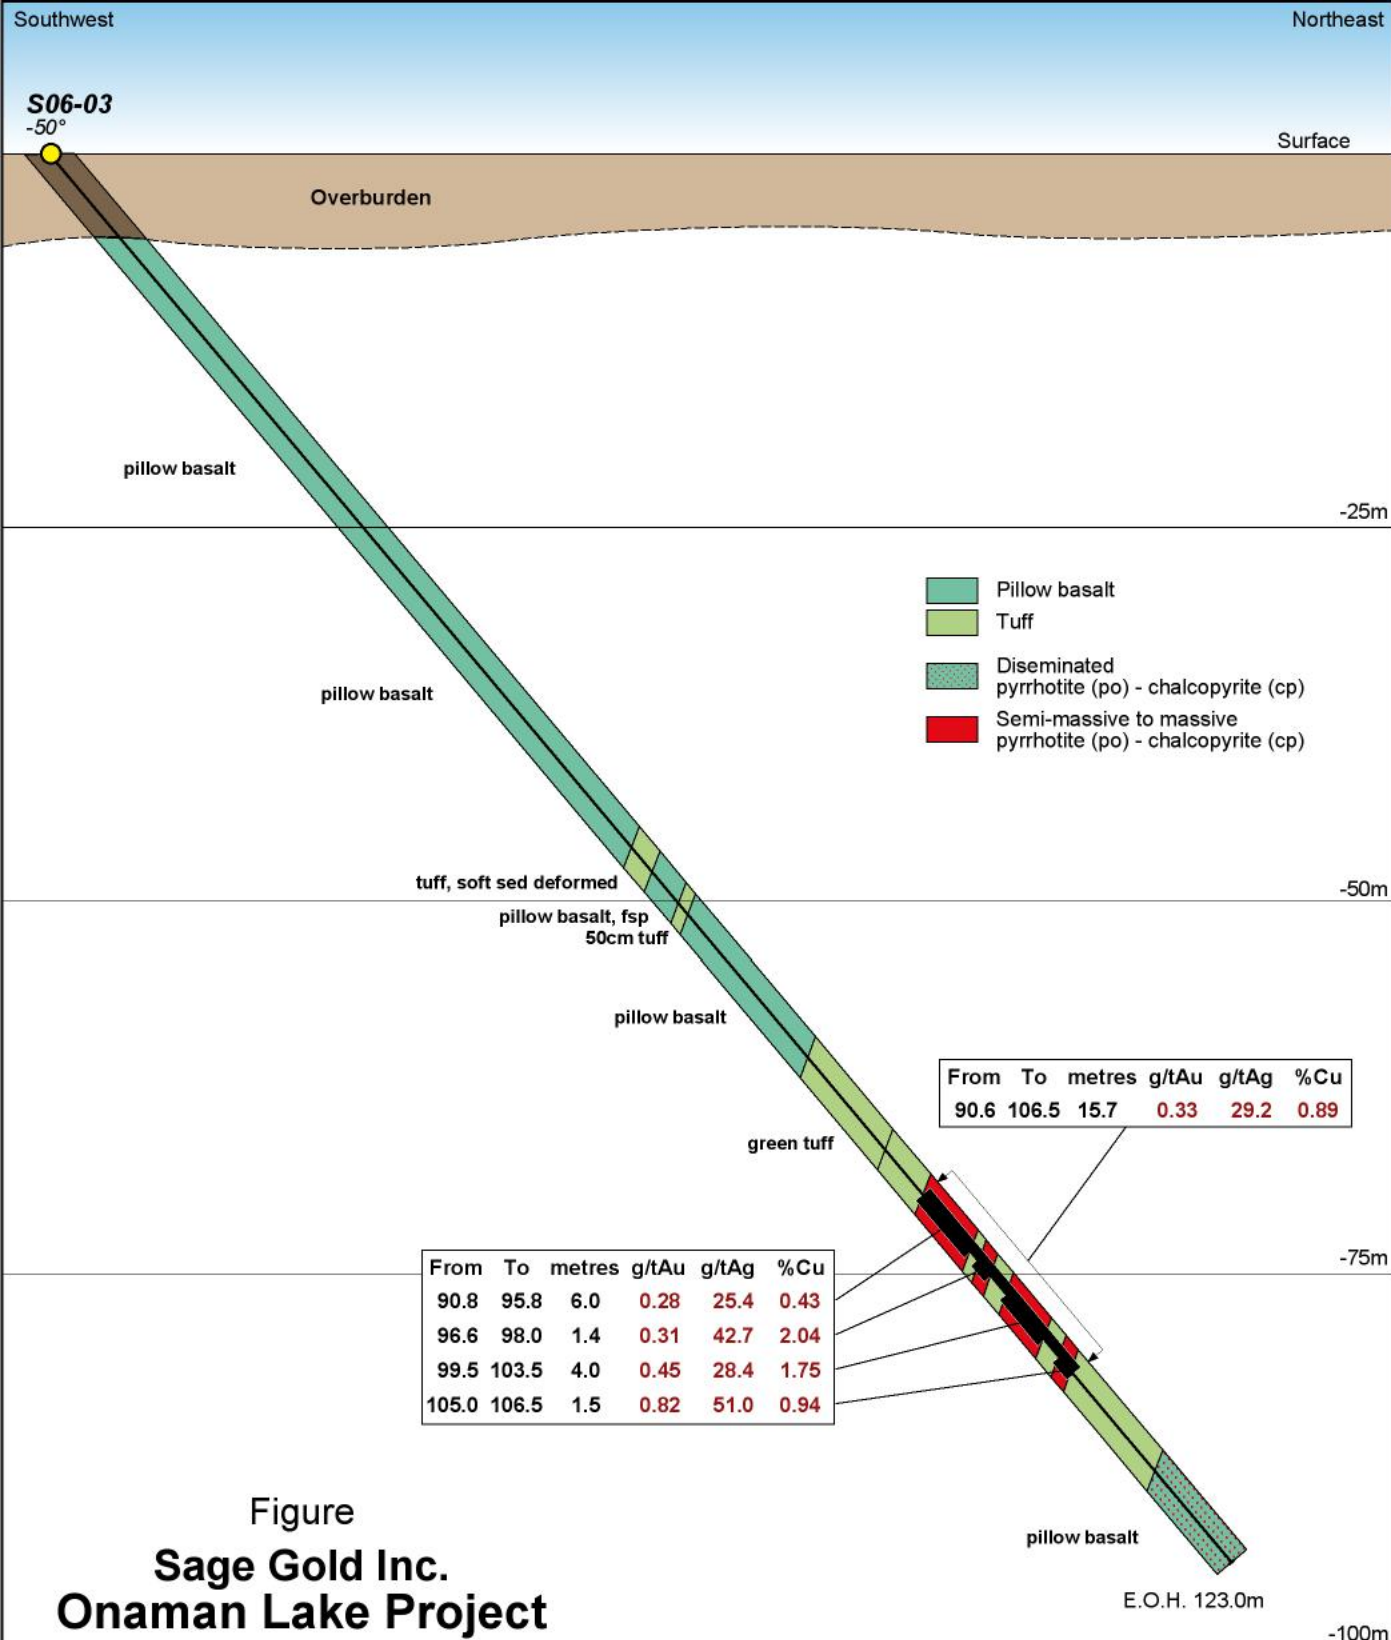 Southwest
Northeast
S06-03
-50°
Surface
Overburden
pillow basalt
-25m
Pillow basalt
Tuff
Diseminated
pyrrhotite (po) - chalcopyrite (cp)
Semi-massive to massive
pyrrhotite (po) - chalcopyrite (cp)
pillow basalt
tuff, soft sed deformed
-50m
pillow basalt, fsp
50cm tuff
pillow basalt
From To metres g/tAu g/tAg %Cu
90.6 106.5 15.7 0.33 29.2 0.89
green tuff
-75m
From To metres g/tAu g/tAg %Cu
90.8 95.8 6.0 0.28 25.4 0.43
96.6 98.0 1.4 0.31 42.7 2.04
99.5 103.5 4.0 0.45 28.4 1.75
105.0 106.5 1.5 0.82 51.0 0.94
pillow basalt
E.O.H. 123.0m
Figure
Sage Gold Inc.
Onaman Lake Project
-100m